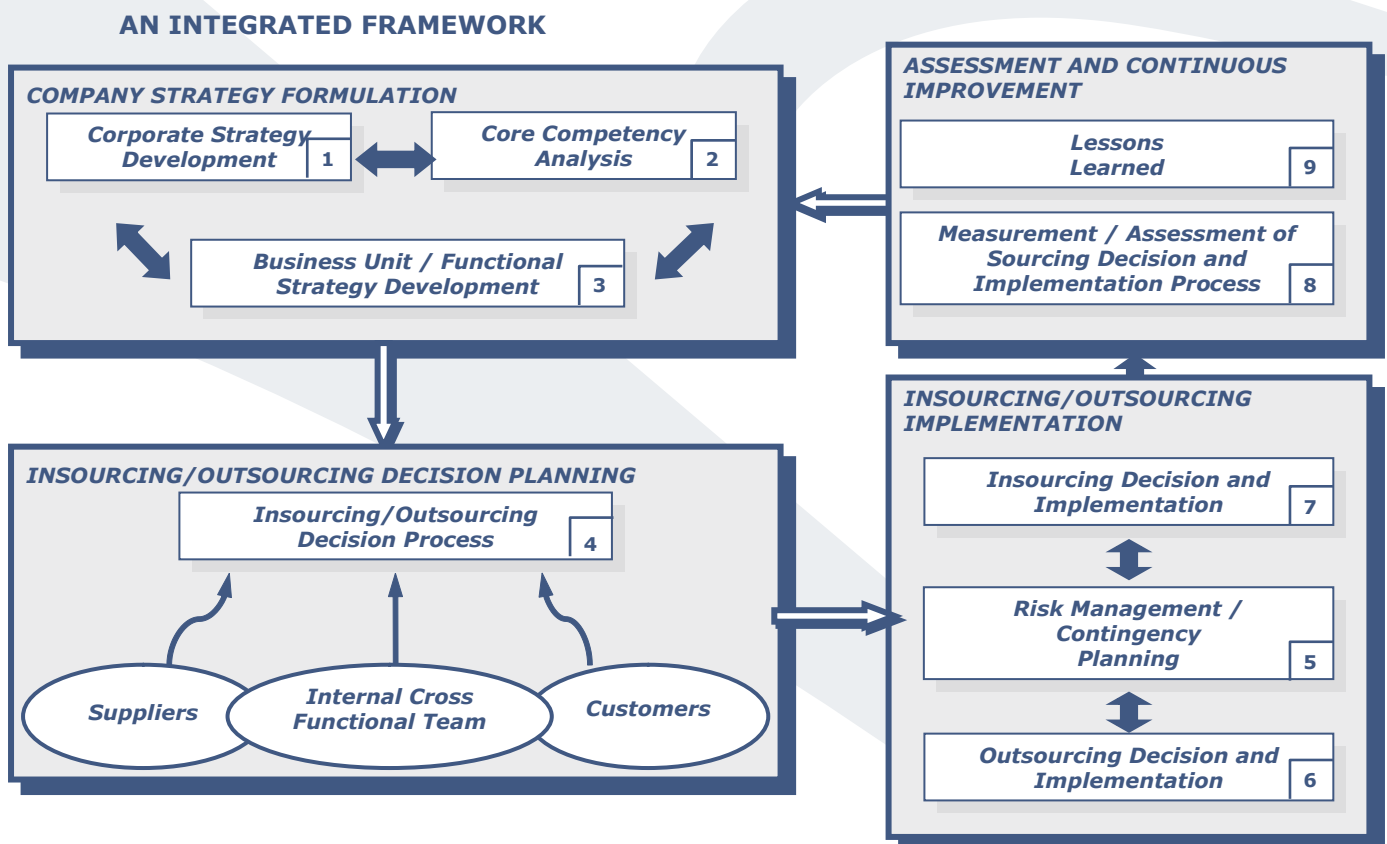 AN INTEGRATED FRAMEWORK
COMPANY STRATEGY FORMULATION
Corporate Strategy
Development
1
Core Competency
Analysis
2
Business Unit / Functional
Strategy Development
3
INSOURCING/OUTSOURCING DECISION PLANNING
Insourcing/Outsourcing
Decision Process
4
Suppliers
Internal Cross
Functional Team
Customers
ASSESSMENT AND CONTINUOUS
IMPROVEMENT
Lessons
Learned
9
Measurement / Assessment of
Sourcing Decision and
Implementation Process
8
INSOURCING/OUTSOURCING
IMPLEMENTATION
Insourcing Decision and
Implementation
7
Risk Management /
Contingency
Planning
5
Outsourcing Decision and
Implementation
6